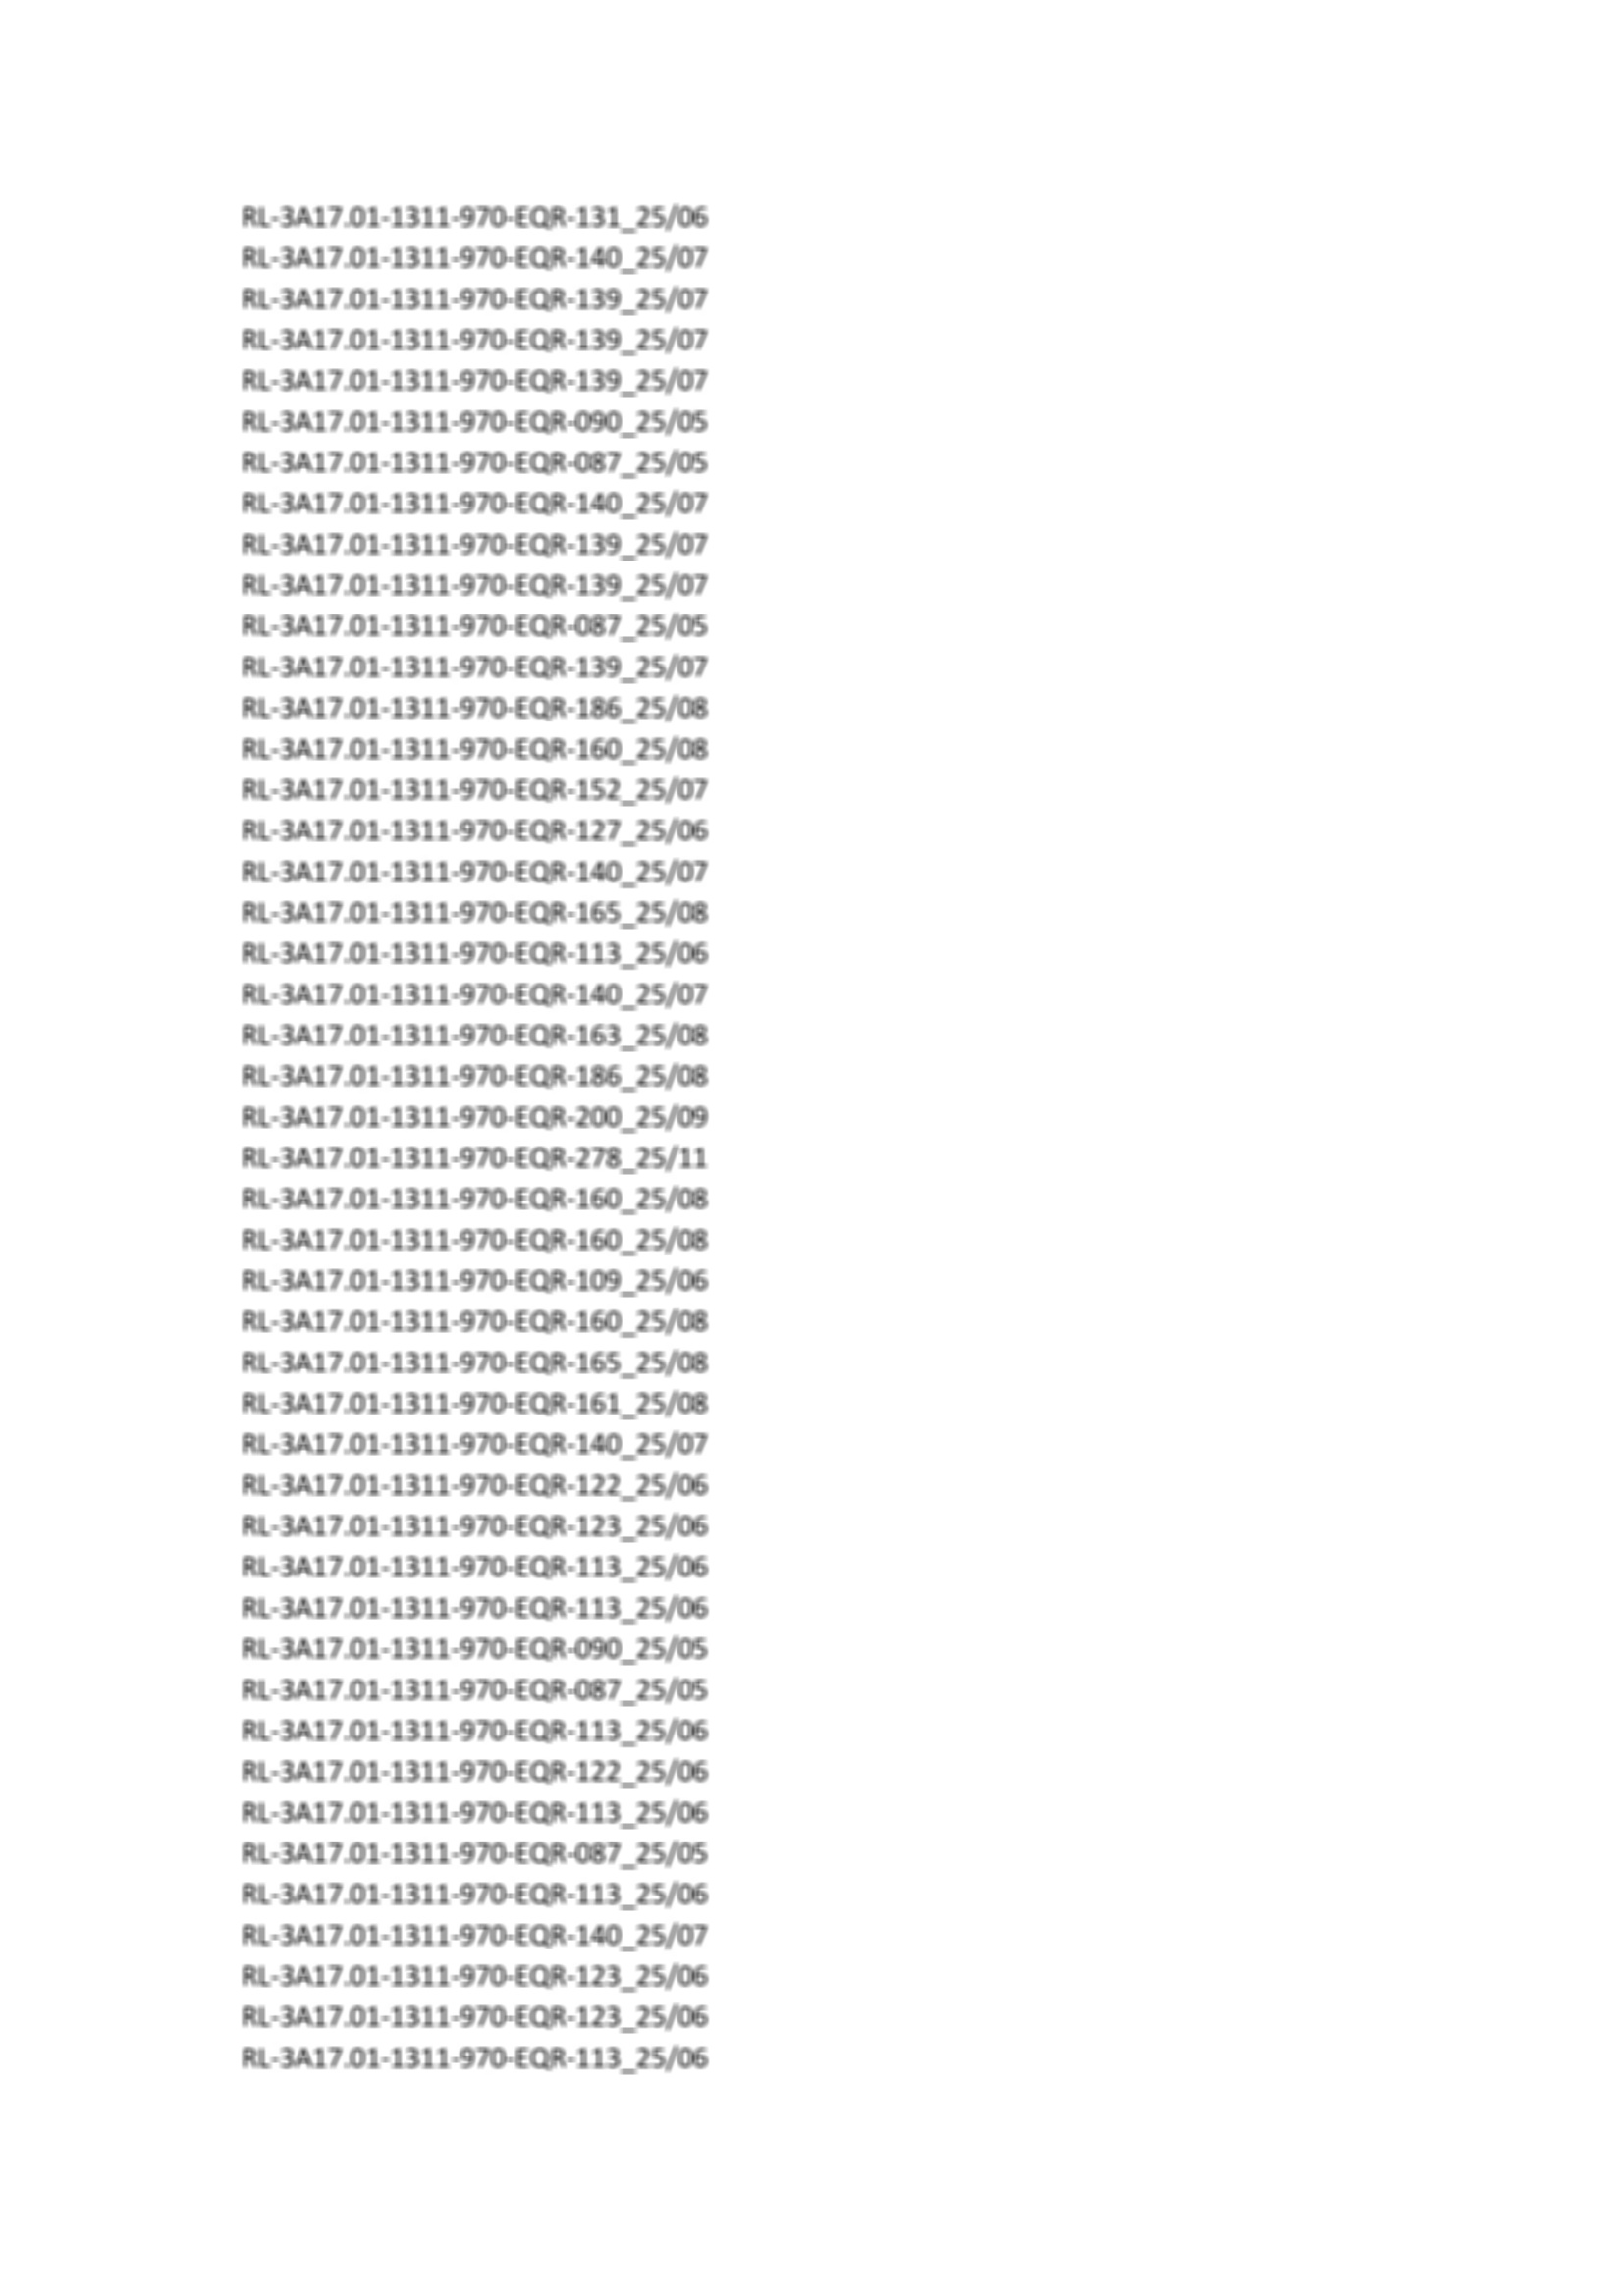 RL-3A17.01-1311-970-EQR-131_25/06
RL-3A17.01-1311-970-EQR-140_25/07
RL-3A17.01-1311-970-EQR-139_25/07
RL-3A17.01-1311-970-EQR-139_25/07
RL-3A17.01-1311-970-EQR-139_25/07
RL-3A17.01-1311-970-EQR-090_25/05
RL-3A17.01-1311-970-EQR-087_25/05
RL-3A17.01-1311-970-EQR-140_25/07
RL-3A17.01-1311-970-EQR-139_25/07
RL-3A17.01-1311-970-EQR-139_25/07
RL-3A17.01-1311-970-EQR-087_25/05
RL-3A17.01-1311-970-EQR-139_25/07
RL-3A17.01-1311-970-EQR-186_25/08
RL-3A17.01-1311-970-EQR-160_25/08
RL-3A17.01-1311-970-EQR-152_25/07
RL-3A17.01-1311-970-EQR-127_25/06
RL-3A17.01-1311-970-EQR-140_25/07
RL-3A17.01-1311-970-EQR-165_25/08
RL-3A17.01-1311-970-EQR-113_25/06
RL-3A17.01-1311-970-EQR-140_25/07
RL-3A17.01-1311-970-EQR-163_25/08
RL-3A17.01-1311-970-EQR-186_25/08
RL-3A17.01-1311-970-EQR-200_25/09
RL-3A17.01-1311-970-EQR-278_25/11
RL-3A17.01-1311-970-EQR-160_25/08
RL-3A17.01-1311-970-EQR-160_25/08
RL-3A17.01-1311-970-EQR-109_25/06
RL-3A17.01-1311-970-EQR-160_25/08
RL-3A17.01-1311-970-EQR-165_25/08
RL-3A17.01-1311-970-EQR-161_25/08
RL-3A17.01-1311-970-EQR-140_25/07
RL-3A17.01-1311-970-EQR-122_25/06
RL-3A17.01-1311-970-EQR-123_25/06
RL-3A17.01-1311-970-EQR-113_25/06
RL-3A17.01-1311-970-EQR-113_25/06
RL-3A17.01-1311-970-EQR-090_25/05
RL-3A17.01-1311-970-EQR-087_25/05
RL-3A17.01-1311-970-EQR-113_25/06
RL-3A17.01-1311-970-EQR-122_25/06
RL-3A17.01-1311-970-EQR-113_25/06
RL-3A17.01-1311-970-EQR-087_25/05
RL-3A17.01-1311-970-EQR-113_25/06
RL-3A17.01-1311-970-EQR-140_25/07
RL-3A17.01-1311-970-EQR-123_25/06
RL-3A17.01-1311-970-EQR-123_25/06
RL-3A17.01-1311-970-EQR-113_25/06